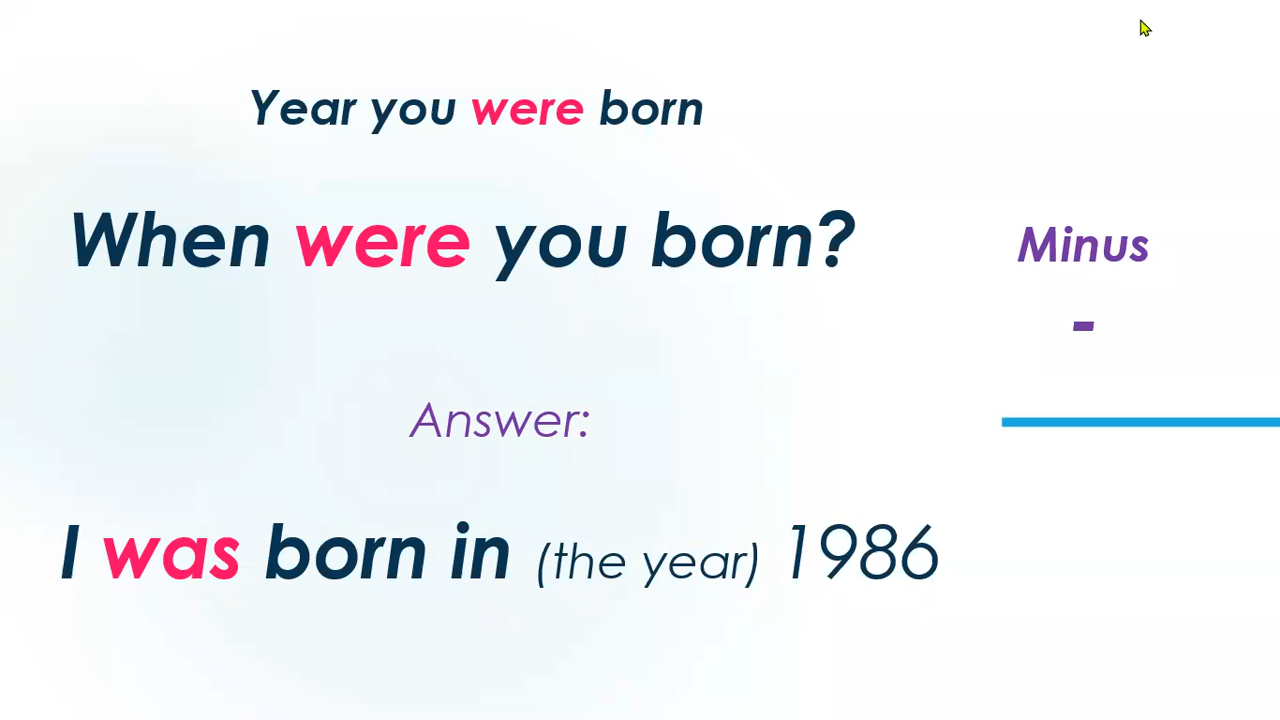 Year you were born
When were you born?
Minus
-
Answer:
I was born in (the year) 1986